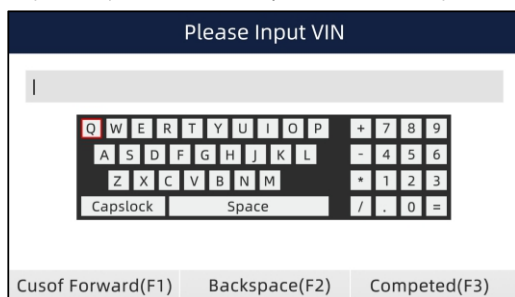 Please Input VIN
Q W E R T Y U I O P + 7 8 9
A S D F G H J K L - 4 5 6
Z X C V B N M * 1 2 3
Capslock Space / . 0 =
Cusof Forward(F1) Backspace(F2) Competed(F3)